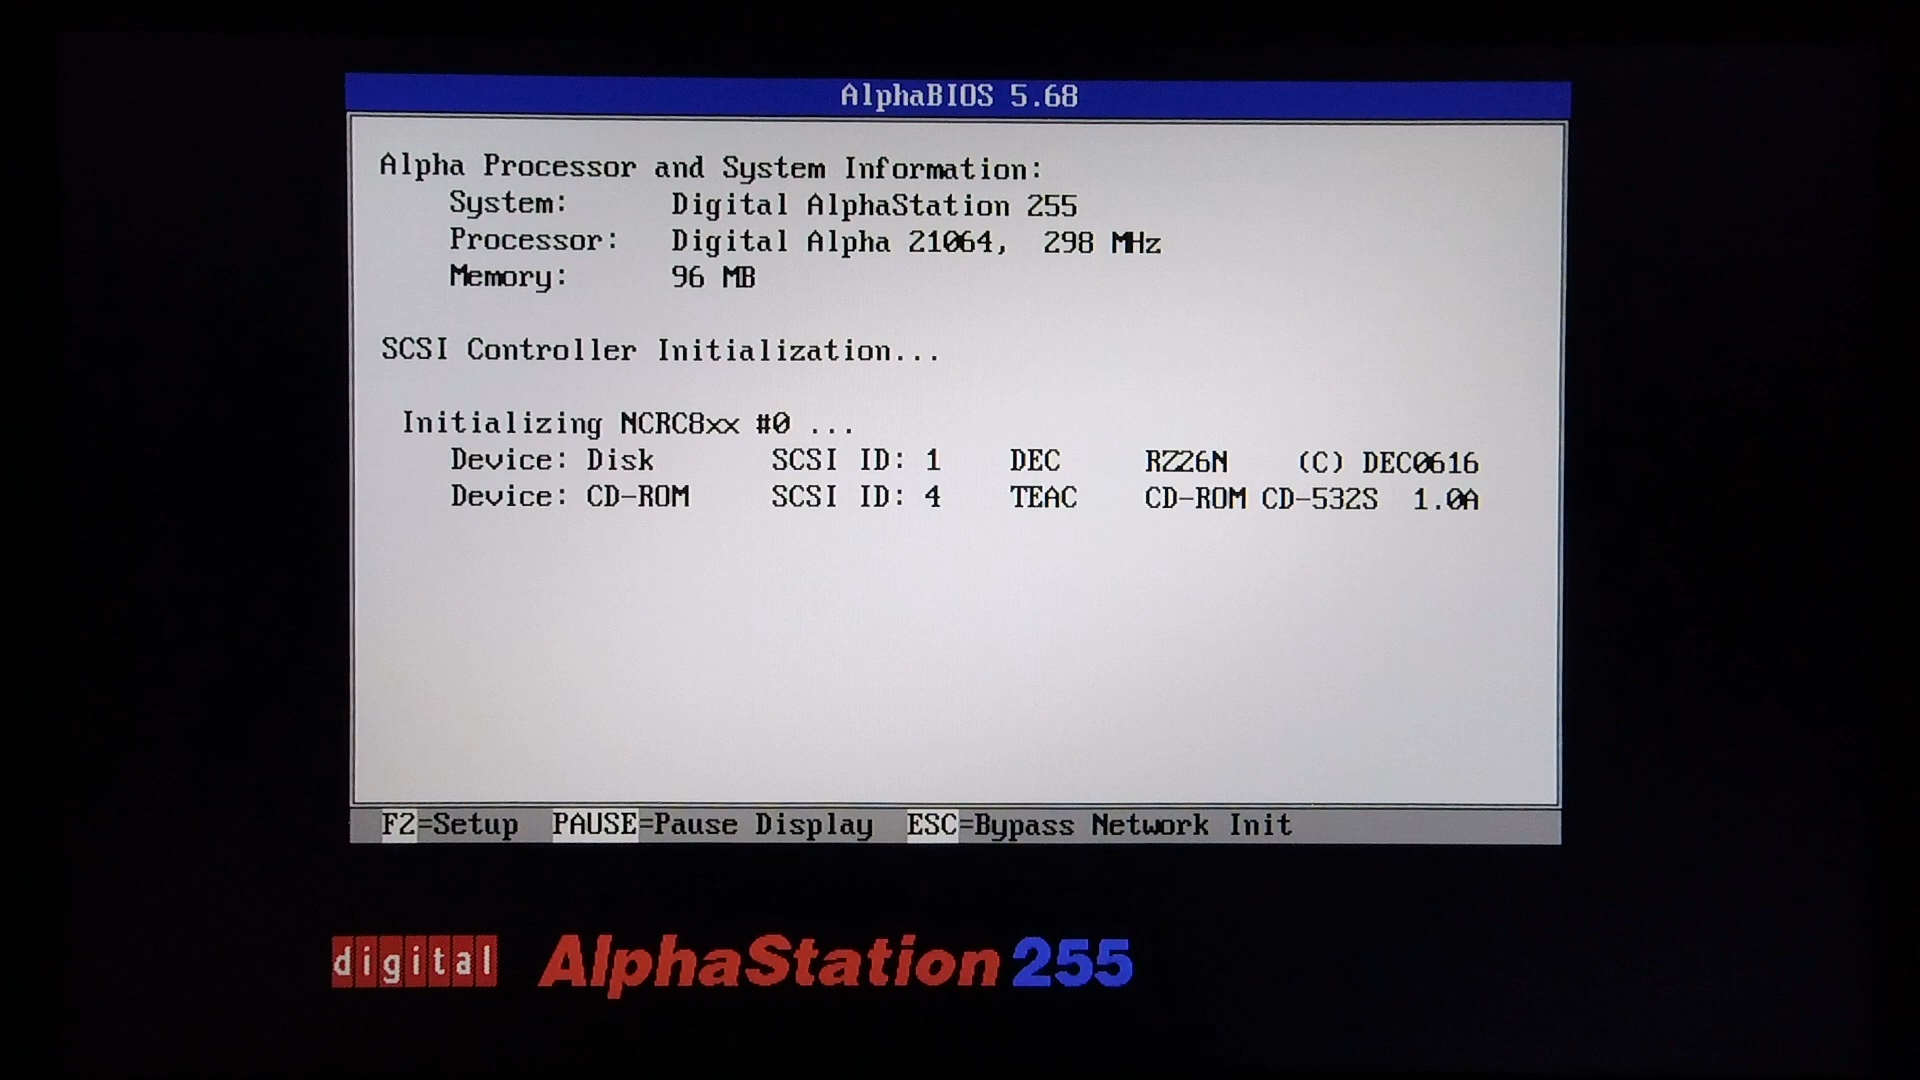 AlphaBIOS 5.68
Alpha Processor and System Information:
System: Digital AlphaStation 255
Processor: Digital Alpha 21064, 298 MHz
Memory: 96 MB
SCSI Controller Initialization...
Initializing NCRC8xx #0 ...
Device: Disk SCSI ID: 1 DEC RZ26N (C) DEC0616
Device: CD-ROM SCSI ID: 4 TEAC CD-ROM CD-532S 1.0A
F2=Setup PAUSE=Pause Display ESC=Bypass Network Init
digital AlphaStation 255